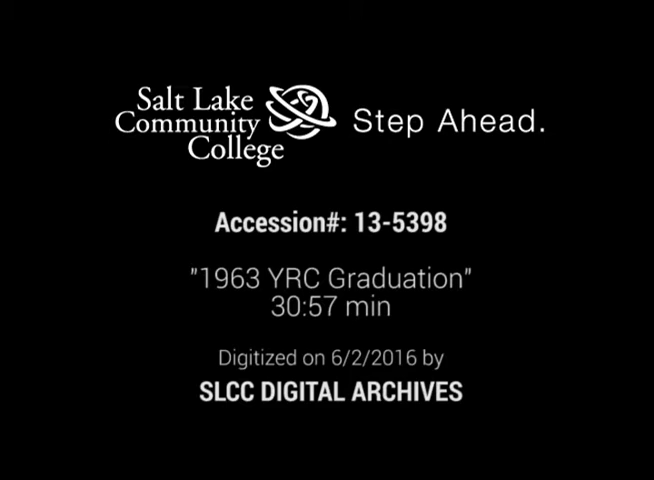 Salt Lake
Community
College
Step Ahead.
Accession#: 13-5398
"1963 YRC Graduation"
30:57 min
Digitized on 6/2/2016 by
SLCC DIGITAL ARCHIVES